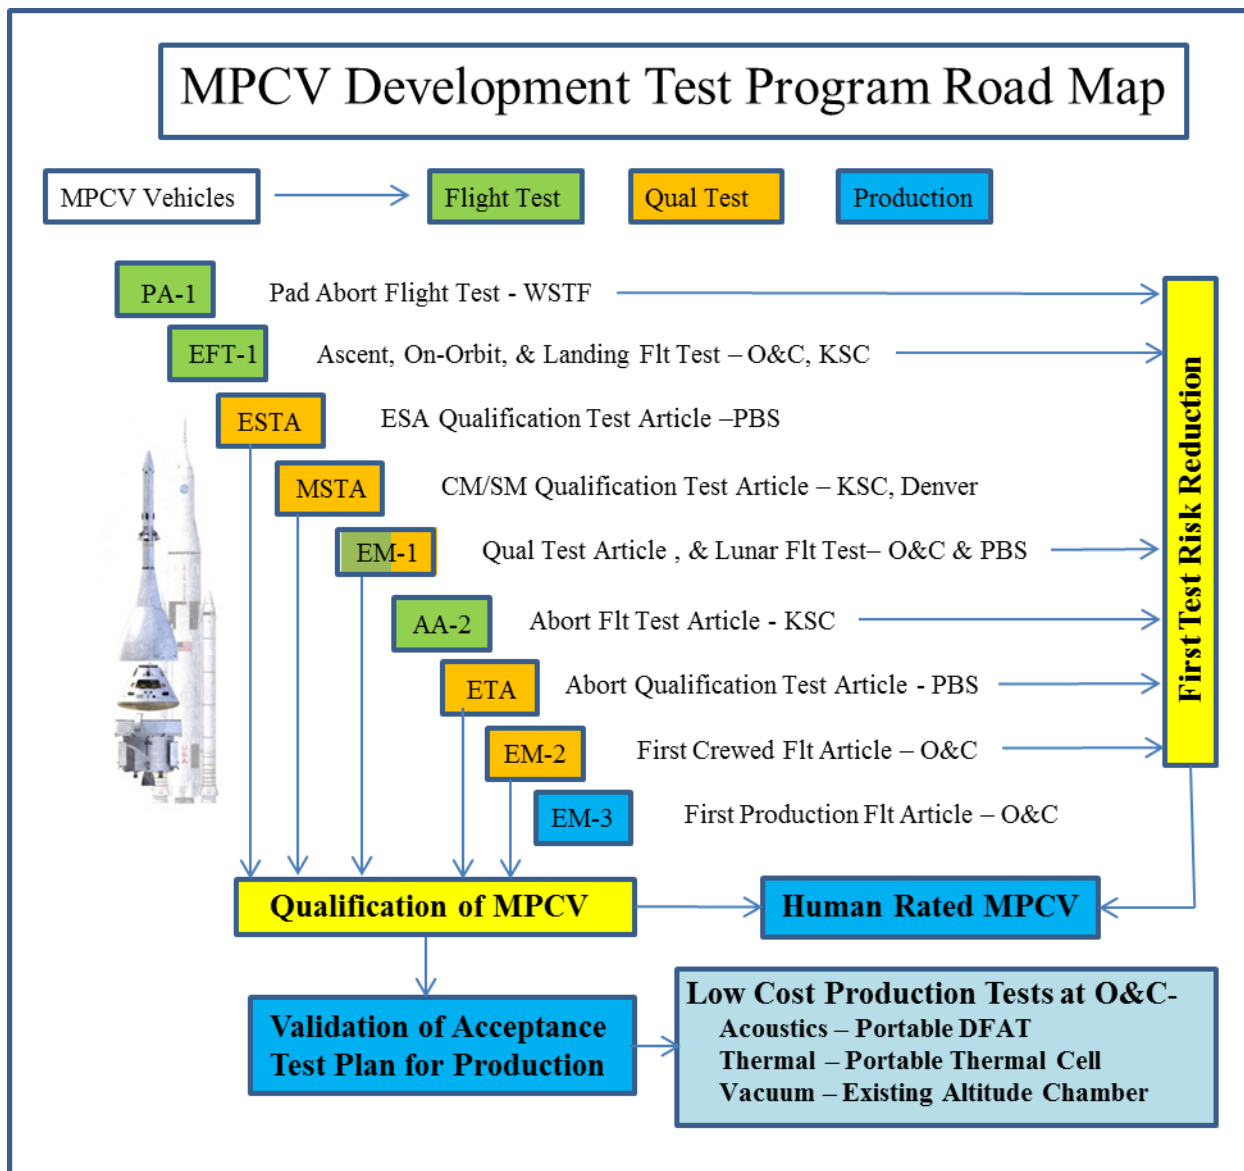 MPCV Development Test Program Road Map
MPCV Vehicles
Flight Test
Qual Test
Production
PA-1
Pad Abort Flight Test - WSTF
EFT-1
Ascent, On-Orbit, & Landing Flt Test – O&C, KSC
ESTA
ESA Qualification Test Article –PBS
MSTA
CM/SM Qualification Test Article – KSC, Denver
EM-1
Qual Test Article , & Lunar Flt Test– O&C & PBS
AA-2
Abort Flt Test Article - KSC
ETA
Abort Qualification Test Article - PBS
EM-2
First Crewed Flt Article – O&C
EM-3
First Production Flt Article – O&C
First Test Risk Reduction
USA
Qualification of MPCV
Human Rated MPCV
Validation of Acceptance
Test Plan for Production
Low Cost Production Tests at O&C-
Acoustics – Portable DFAT
Thermal – Portable Thermal Cell
Vacuum – Existing Altitude Chamber